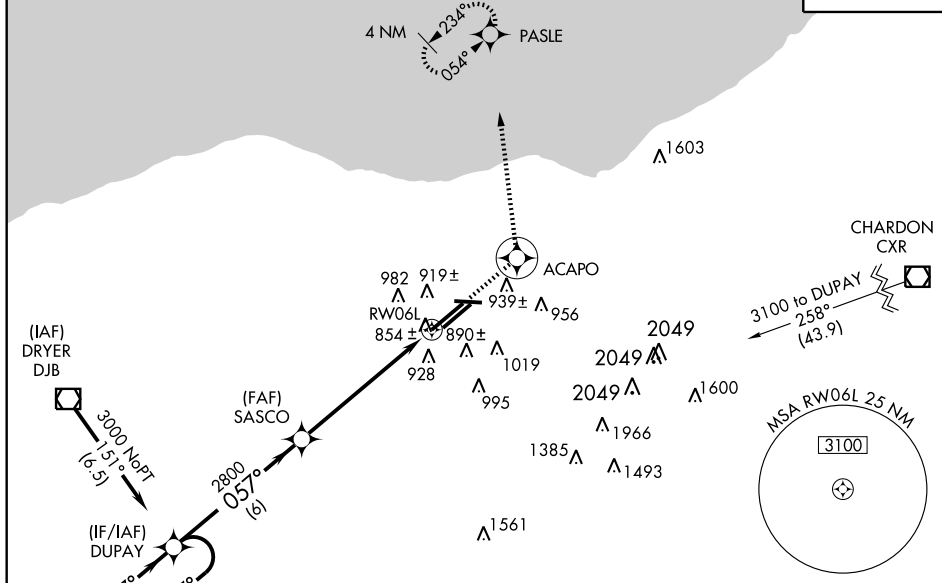 4 NM
234°
054°
PASLE
1603
CHARDON
CXR
3100 to DUPAY
258°
(43.9)
ACAPO
982
919±
939±
956
RW06L
854±
890±
928
1019
995
2049
2049
2049
1600
1966
1385
1493
1561
(IAF)
DRYER
DJB
3000 NoPT
151°
(6.5)
(FAF)
SASCO
2800
057°
(6)
(IF/IAF)
DUPAY
MSA RW06L 25 NM
3100